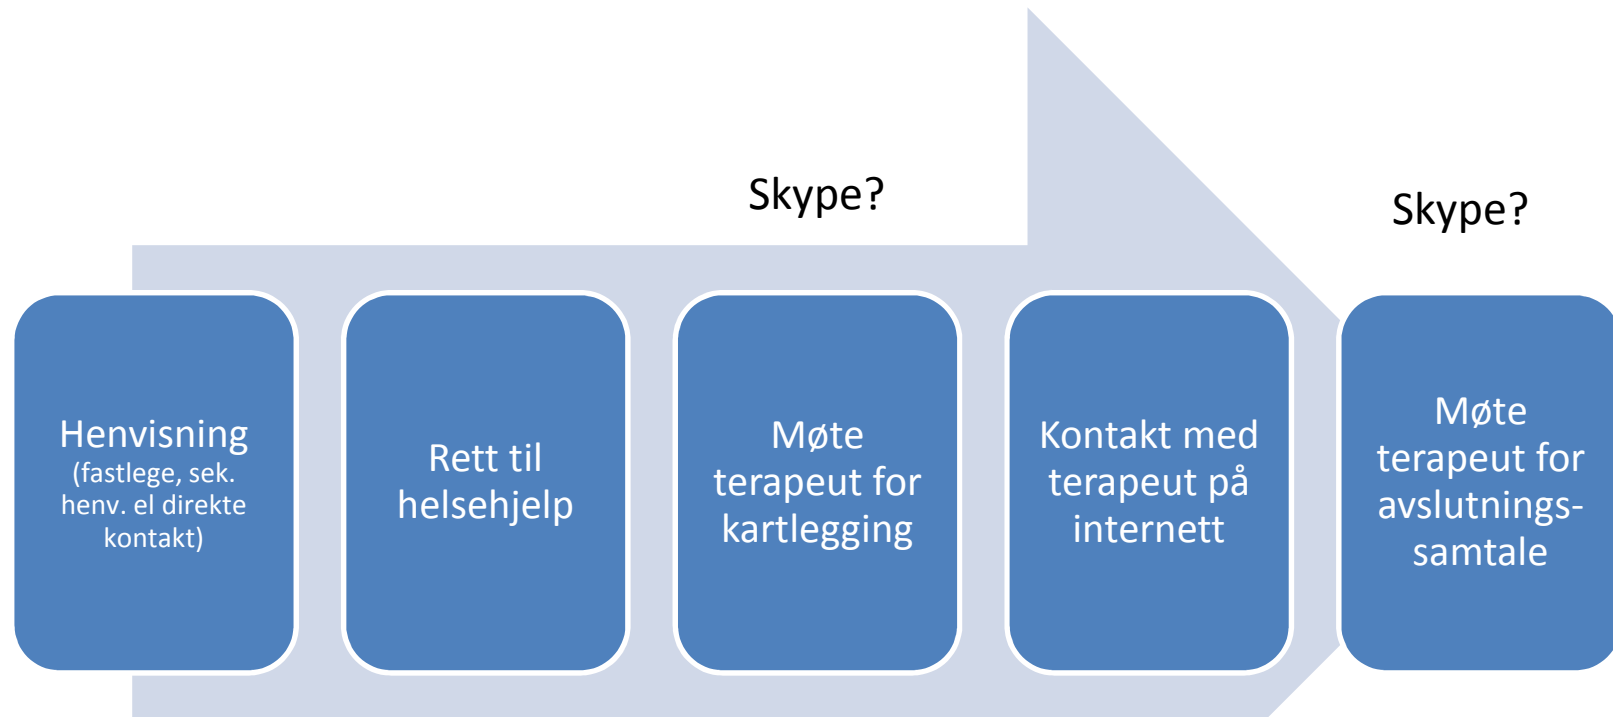 Skype?
Skype?
Henvisning
(fastlege, sek.
henv. el direkte
kontakt)
Rett til
helsehjelp
Møte
terapeut for
kartlegging
Kontakt med
terapeut på
internett
Møte
terapeut for
avslutnings-
samtale